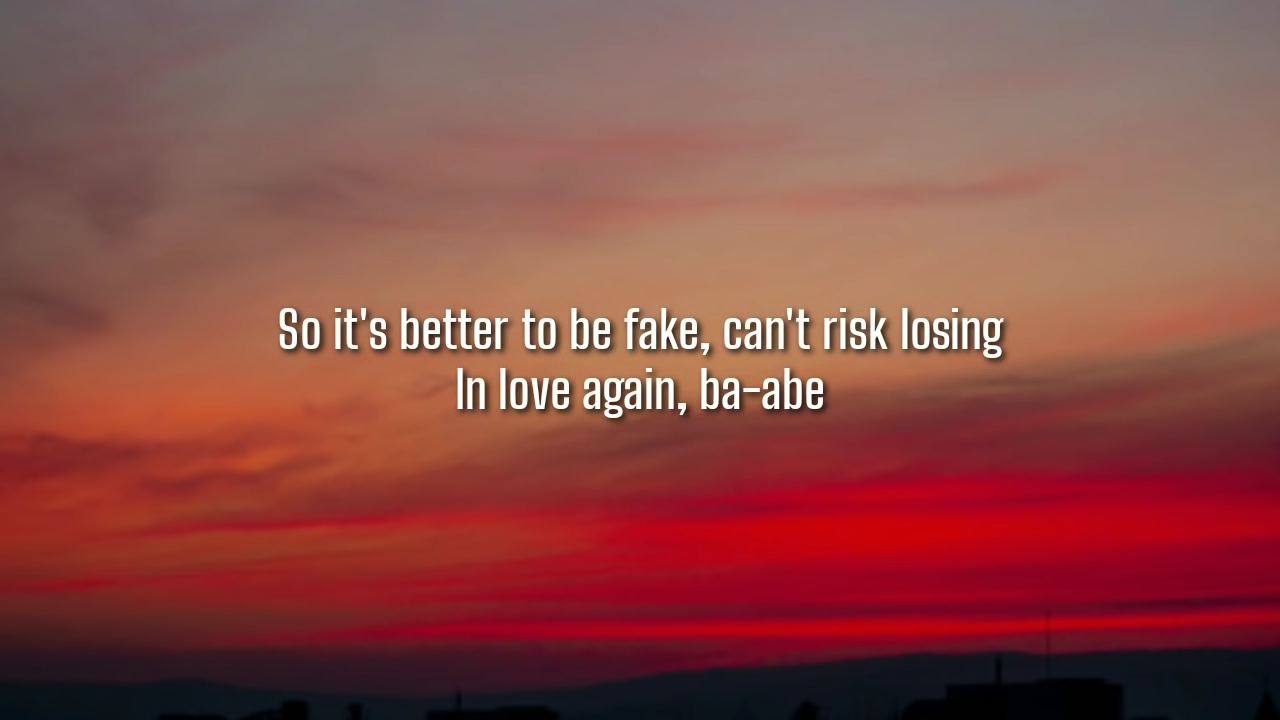 So it's better to be fake, can't risk losing
In love again, ba-abe